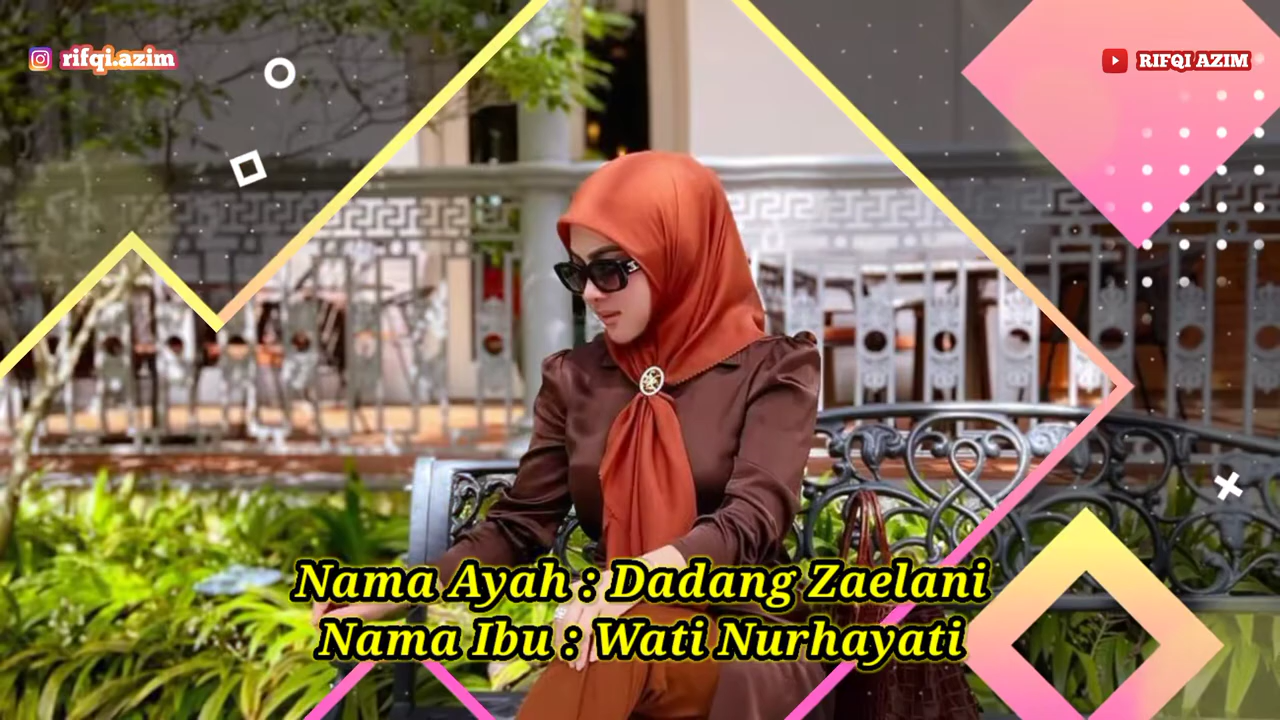 rifqi.azim
RIFQI AZIM
Nama Ayah : Dadang Zaelani
Nama Ibu : Wati Nurhayati